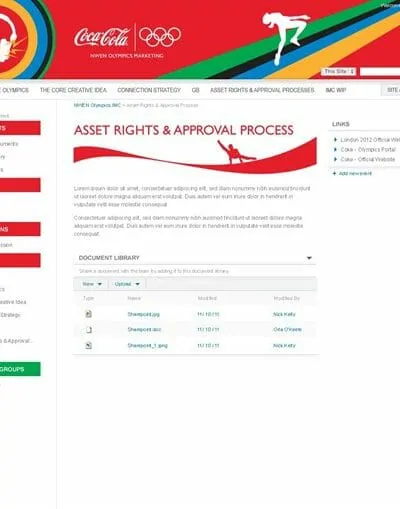 Welcome
Coca-Cola
NWEN OLYMPICS MARKETING
This Site :
E OLYMPICS THE CORE CREATIVE IDEA CONNECTION STRATEGY GB ASSET RIGHTS & APPROVAL PROCESSES IMC WIP SITE A
NWEN Olympics IMC > Asset Rights & Approval Process
ASSET RIGHTS & APPROVAL PROCESS
Lorem ipsum dolor sit amet, consectetuer adipiscing elit, sed diam nonummy nibh euismod tincidunt
ut laoreet dolore magna aliquam erat volutpat. Duis autem vel eum iriure dolor in hendrerit in
vulputate velit esse molestie consequat
Consectetuer adipiscing elit, sed diam nonummy nibh euismod tincidunt ut laoreet dolore magna
aliquam erat volutpat. Duis autem vel eum iriure dolor in hendrerit in vulputate velit esse molestie
consequat
DOCUMENT LIBRARY
Share a document with the team by adding it to this document library.
New Upload
Type Name Modified Modified By
Sharepoint.jpg 11/10/11 Nick Kelly
Sharepoint.doc 11/10/11 Orla O'Keefe
Sharepoint_1.png 11/10/11 Nick Kelly
LINKS
London 2012 Official Web
Coke - Olympics Portal
Coke - Official Website
Add new event
TS
uments
ry
es
ONS
ussion
cs
reative Idea
Strategy
s & Approval...
GROUPS